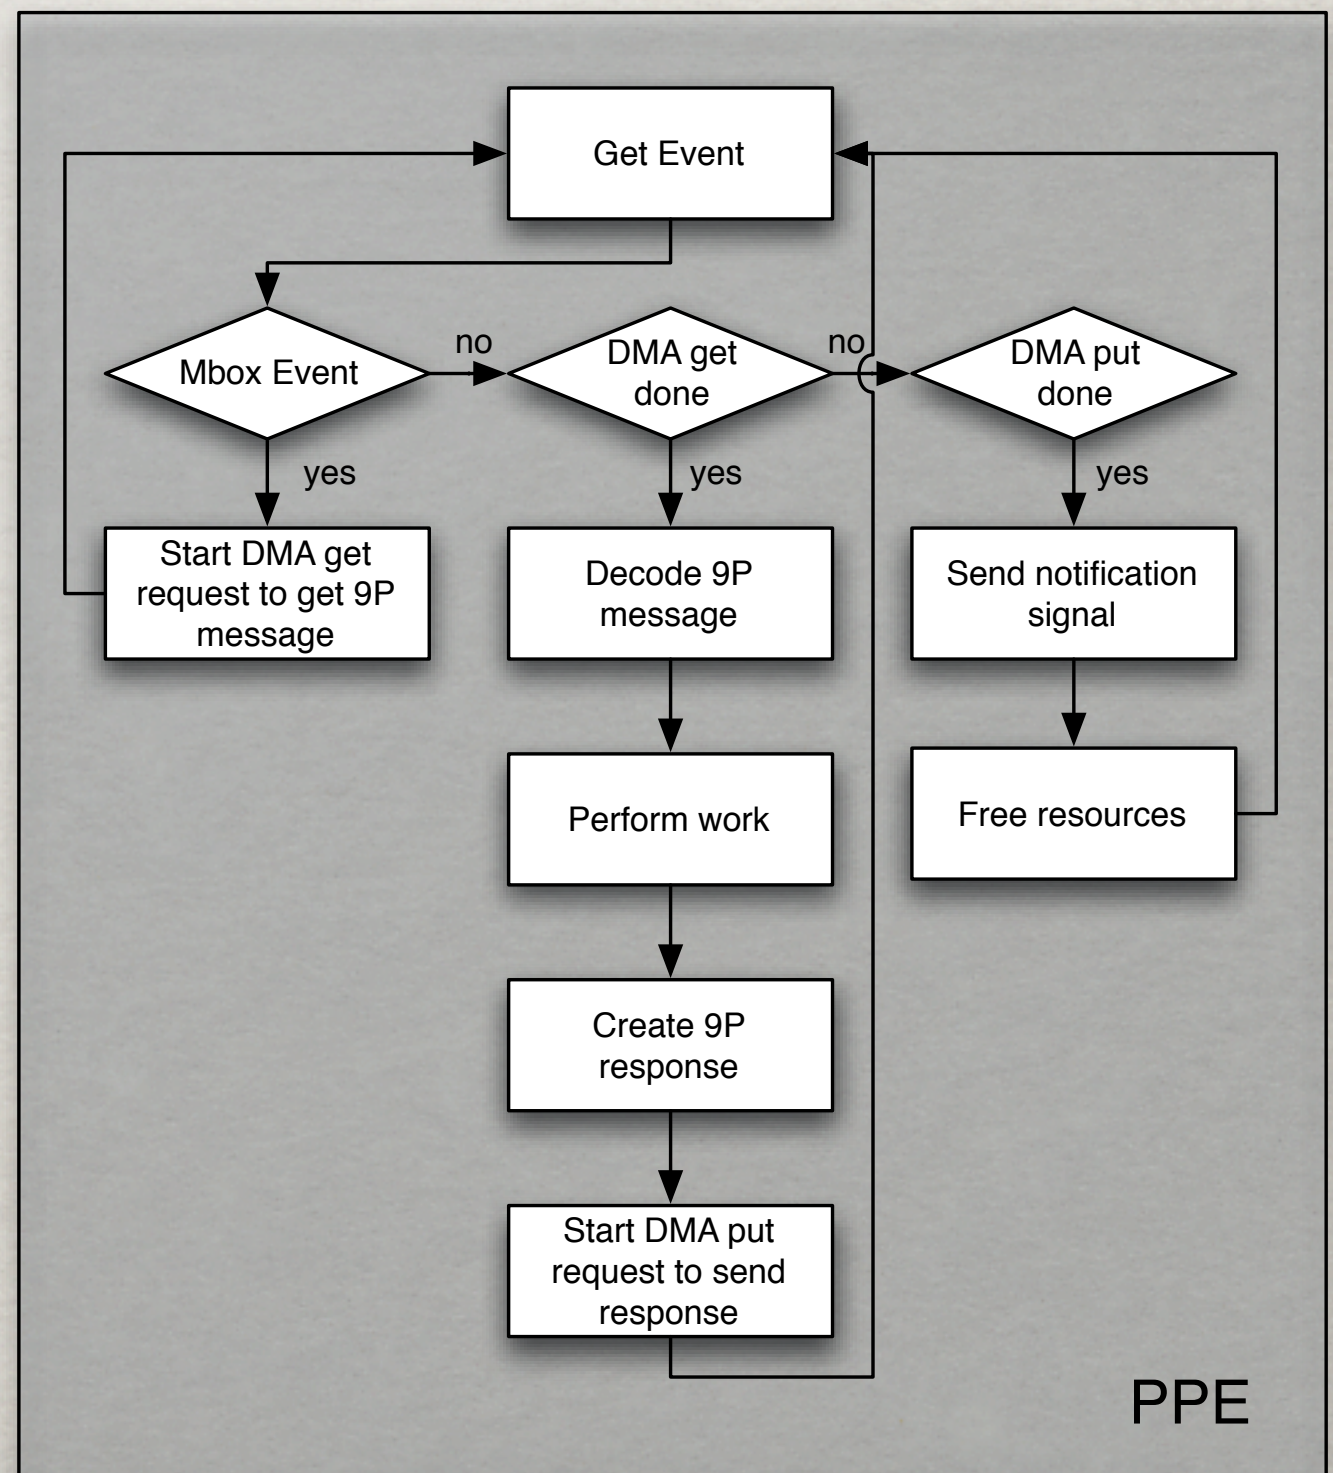 Get Event
Mbox Event
no
DMA get
done
no
DMA put
done
yes
yes
yes
Start DMA get
request to get 9P
message
Decode 9P
message
Send notification
signal
Perform work
Free resources
Create 9P
response
Start DMA put
request to send
response
PPE